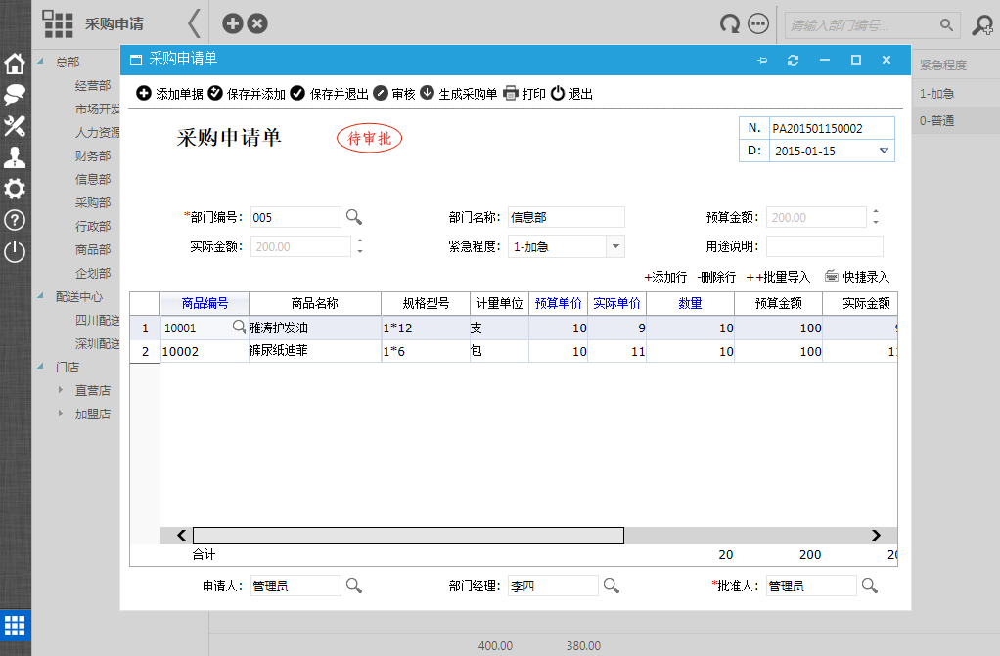 采购申请
请输入部门编号...
总部
经营部
市场开发
人力资源
财务部
信息部
采购部
行政部
商品部
企划部
配送中心
四川配送
深圳配送
门店
直营店
加盟店
紧急程度
1-加急
0-普通
采购申请单
添加单据 保存并添加 保存并退出 审核 生成采购单 打印 退出
采购申请单 待审批
N. PA201501150002
D: 2015-01-15
*部门编号: 005 部门名称: 信息部 预算金额: 200.00
实际金额: 200.00 紧急程度: 1-加急 用途说明:
+添加行 -删除行 ++批量导入 快捷录入
商品编号 商品名称 规格型号 计量单位 预算单价 实际单价 数量 预算金额 实际金额
1 10001 雅涛护发油 1*12 支 10 9 10 100
2 10002 裤尿纸迪菲 1*6 包 10 11 10 100
合计 20 200
申请人: 管理员 部门经理: 李四 *批准人: 管理员
400.00 380.00